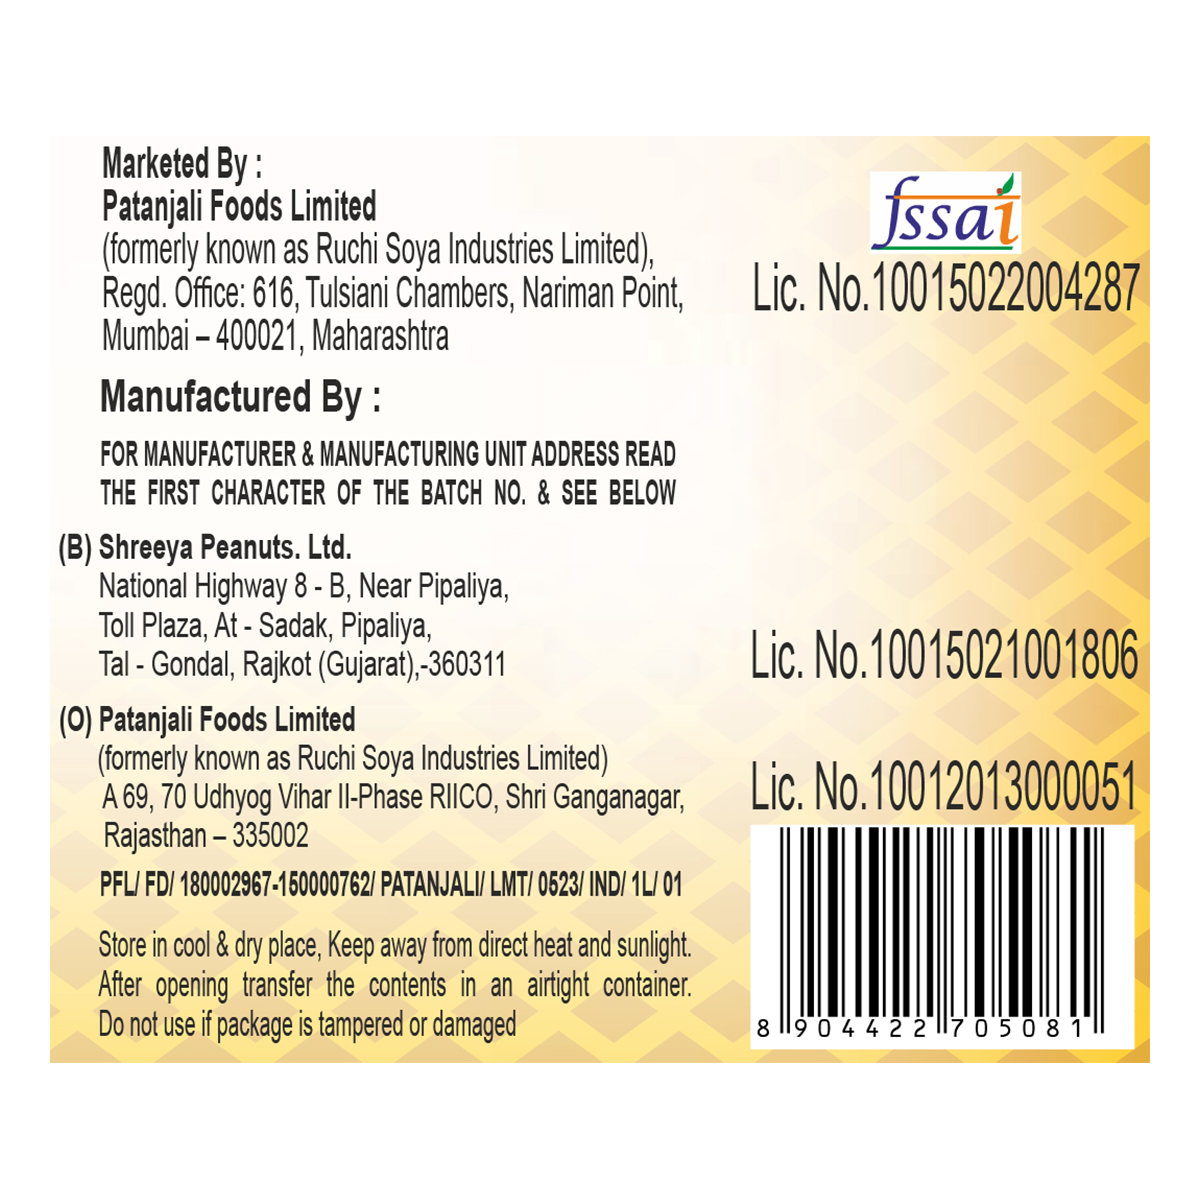 Marketed By :
Patanjali Foods Limited
(formerly known as Ruchi Soya Industries Limited),
Regd. Office: 616, Tulsiani Chambers, Nariman Point,
Mumbai – 400021, Maharashtra
fssai
Lic. No.10015022004287
Manufactured By :
FOR MANUFACTURER & MANUFACTURING UNIT ADDRESS READ
THE FIRST CHARACTER OF THE BATCH NO. & SEE BELOW
(B) Shreeya Peanuts. Ltd.
National Highway 8 - B, Near Pipaliya,
Toll Plaza, At - Sadak, Pipaliya,
Tal - Gondal, Rajkot (Gujarat),-360311
Lic. No.10015021001806
(O) Patanjali Foods Limited
(formerly known as Ruchi Soya Industries Limited)
A 69, 70 Udhyog Vihar II-Phase RIICO, Shri Ganganagar,
Rajasthan – 335002
Lic. No.10012013000051
PFL/ FD/ 180002967-150000762/ PATANJALI/ LMT/ 0523/ IND/ 1L/ 01
Store in cool & dry place, Keep away from direct heat and sunlight.
After opening transfer the contents in an airtight container.
Do not use if package is tampered or damaged
8 904422 705081